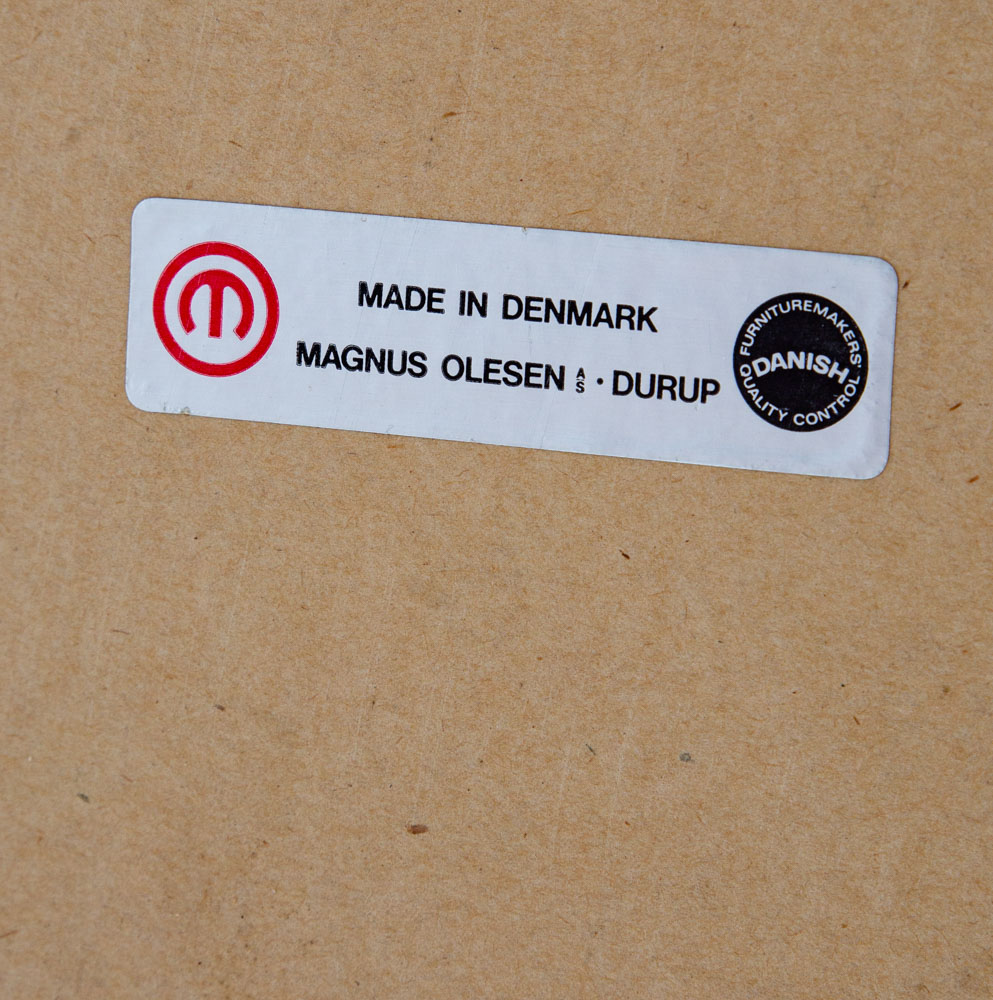 MADE IN DENMARK
MAGNUS OLESEN A/S · DURUP
FURNITUREMAKERS'
DANISH
QUALITY CONTROL